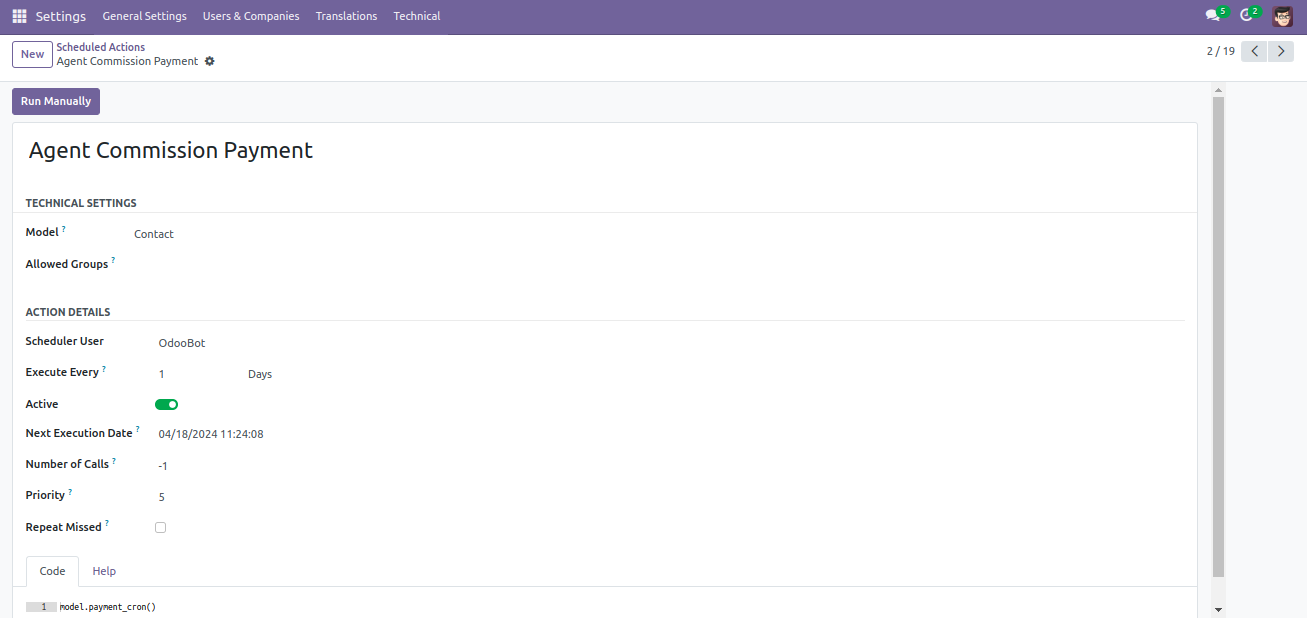 Settings General Settings Users & Companies Translations Technical 5 2
New Scheduled Actions
Agent Commission Payment 2 / 19
Run Manually
Agent Commission Payment
TECHNICAL SETTINGS
Model ? Contact
Allowed Groups ?
ACTION DETAILS
Scheduler User OdooBot
Execute Every ? 1 Days
Active
Next Execution Date ? 04/18/2024 11:24:08
Number of Calls ? -1
Priority ? 5
Repeat Missed ?
Code Help
1 model.payment_cron()